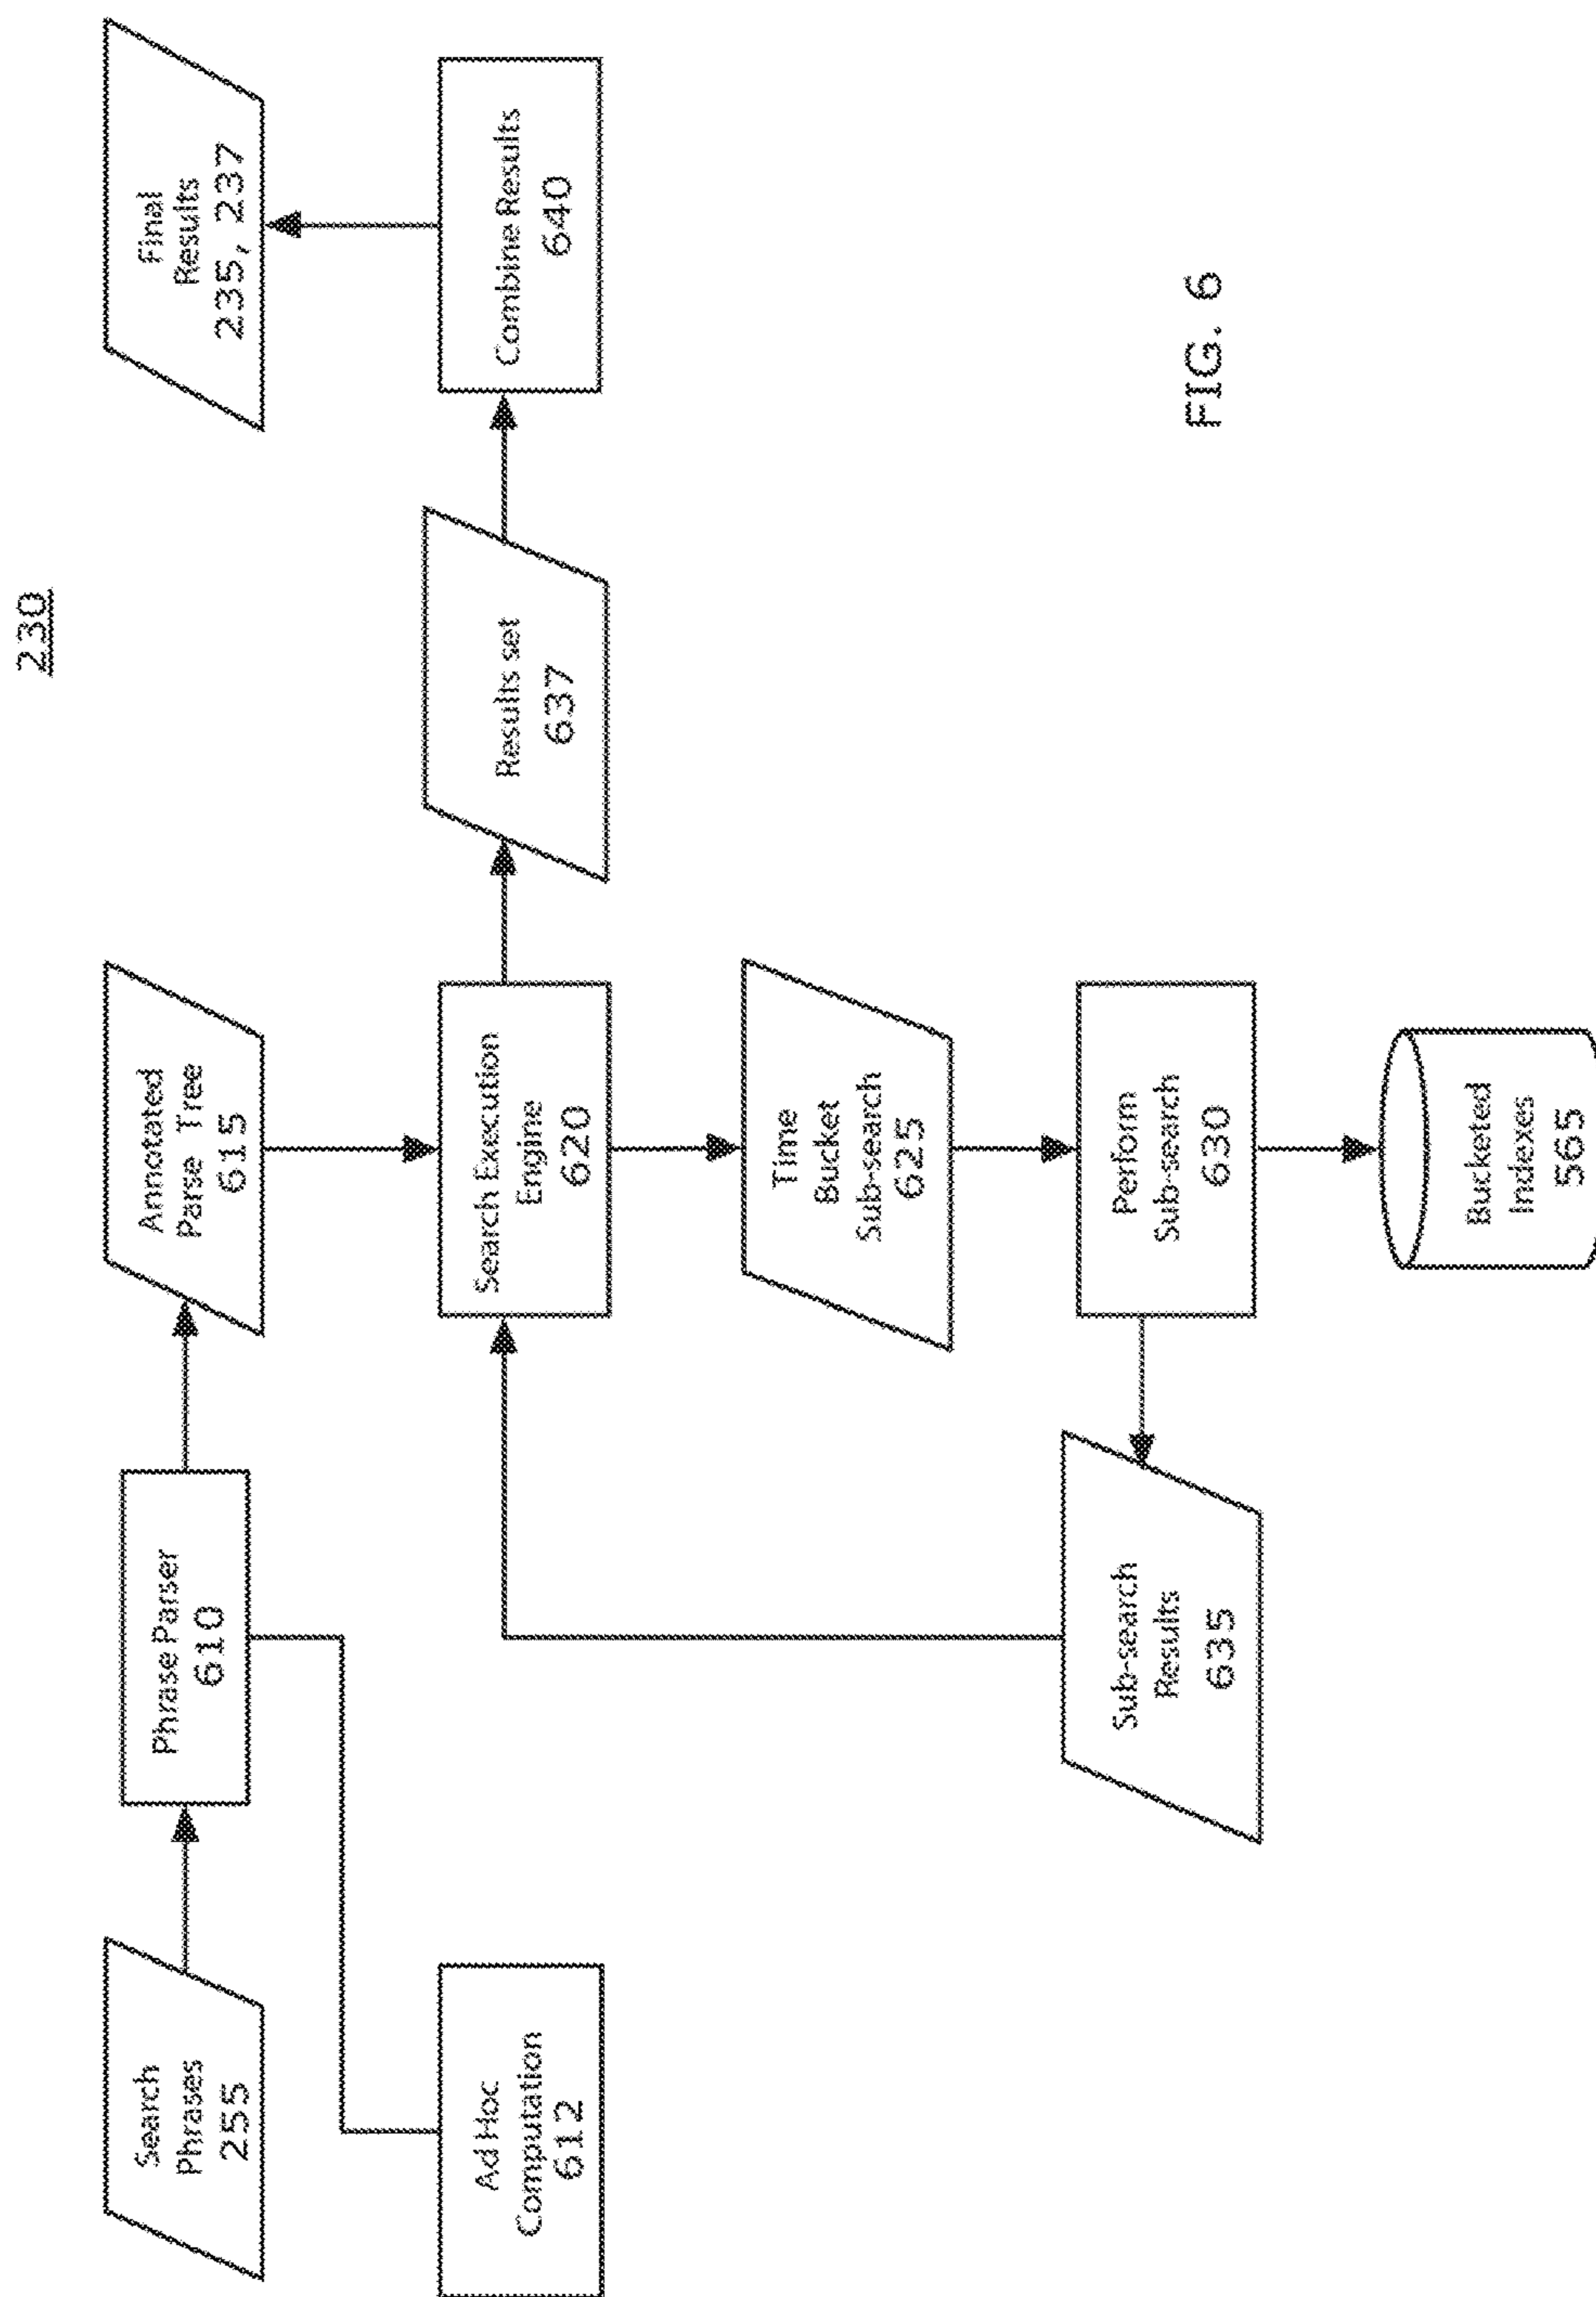 230
Search
Phrases
255
Phrase Parser
610
Annotated
Parse Tree
615
Final
Results
235, 237
Ad Hoc
Computation
612
Search Execution
Engine
620
Results set
637
Combine Results
640
Time
Bucket
Sub-search
625
Sub-search
Results
635
Perform
Sub-search
630
Bucketed
Indexes
565
FIG. 6